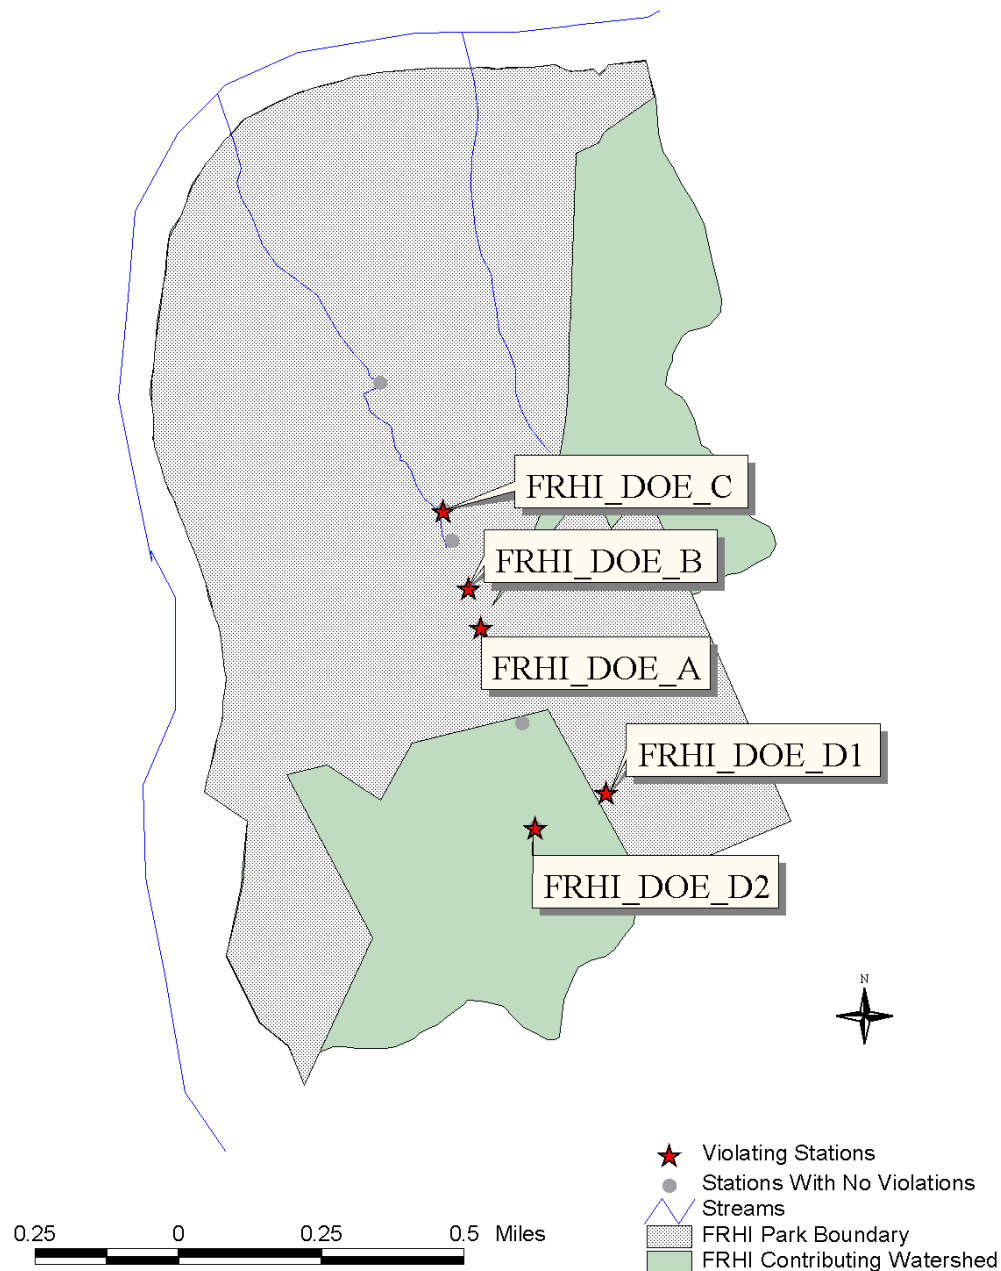 FRHI_DOE_C
FRHI_DOE_B
FRHI_DOE_A
FRHI_DOE_D1
FRHI_DOE_D2
N
Violating Stations
Stations With No Violations
Streams
FRHI Park Boundary
FRHI Contributing Watershed
0.25 0 0.25 0.5 Miles